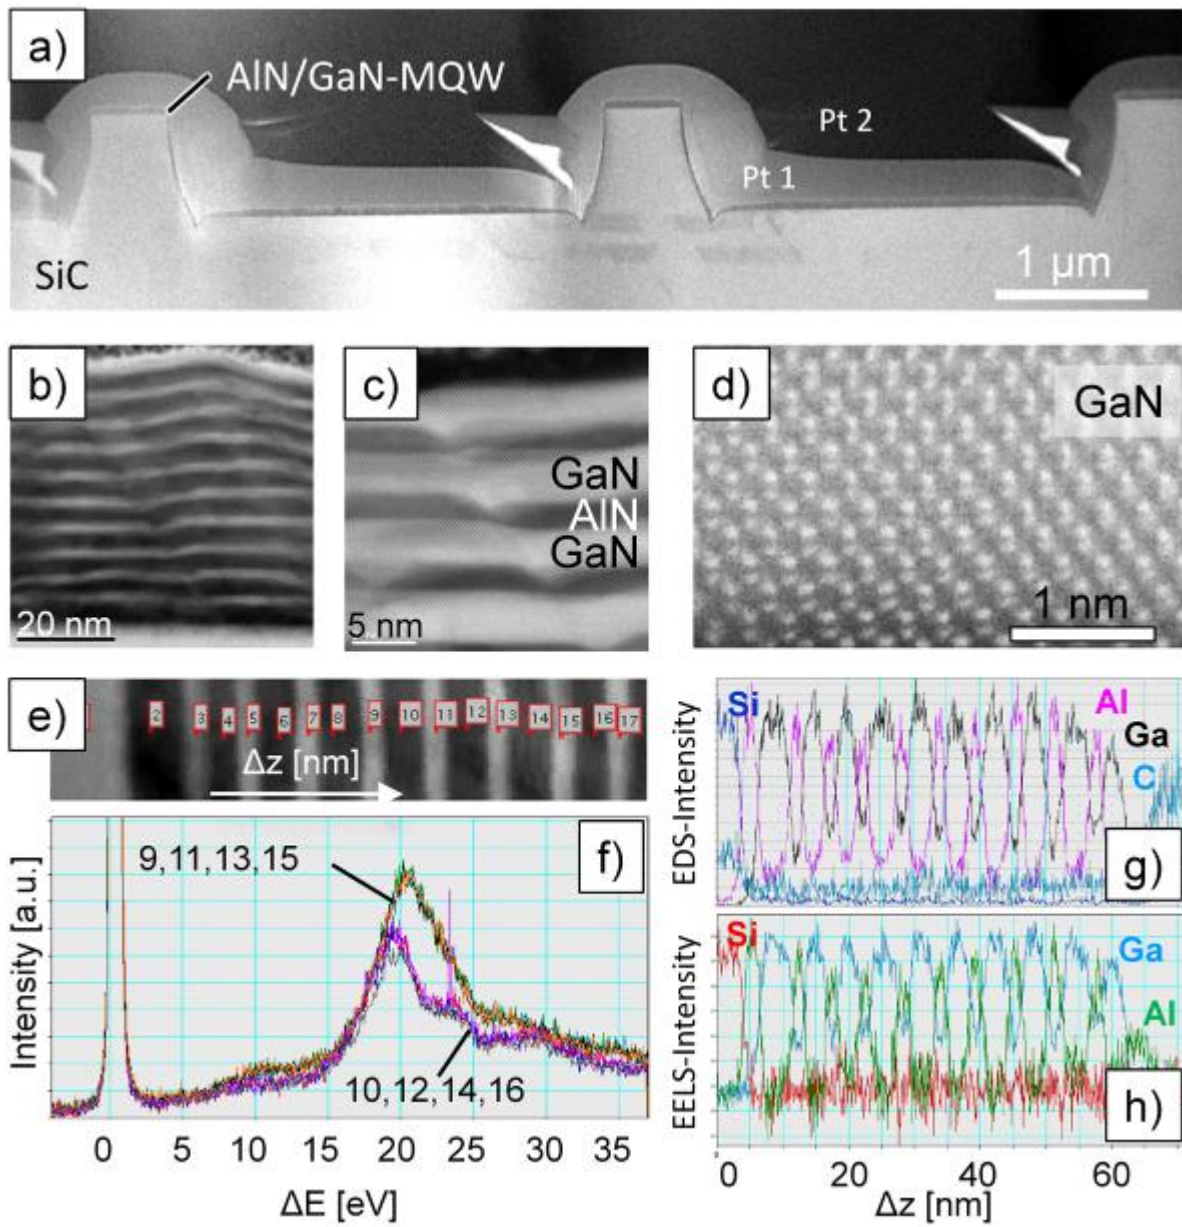 a)
AlN/GaN-MQW
Pt 2
Pt 1
SiC
1 µm
b)
20 nm
c)
GaN
AlN
GaN
5 nm
d)
GaN
1 nm
e)
2 3 4 5 6 7 8 9 10 11 12 13 14 15 16 17
Δz [nm]
f)
9,11,13,15
10,12,14,16
Intensity [a.u.]
0 5 10 15 20 25 30 35
ΔE [eV]
g)
Si
Al
Ga
C
EDS-Intensity
h)
Si
Ga
Al
EELS-Intensity
0 20 40 60
Δz [nm]